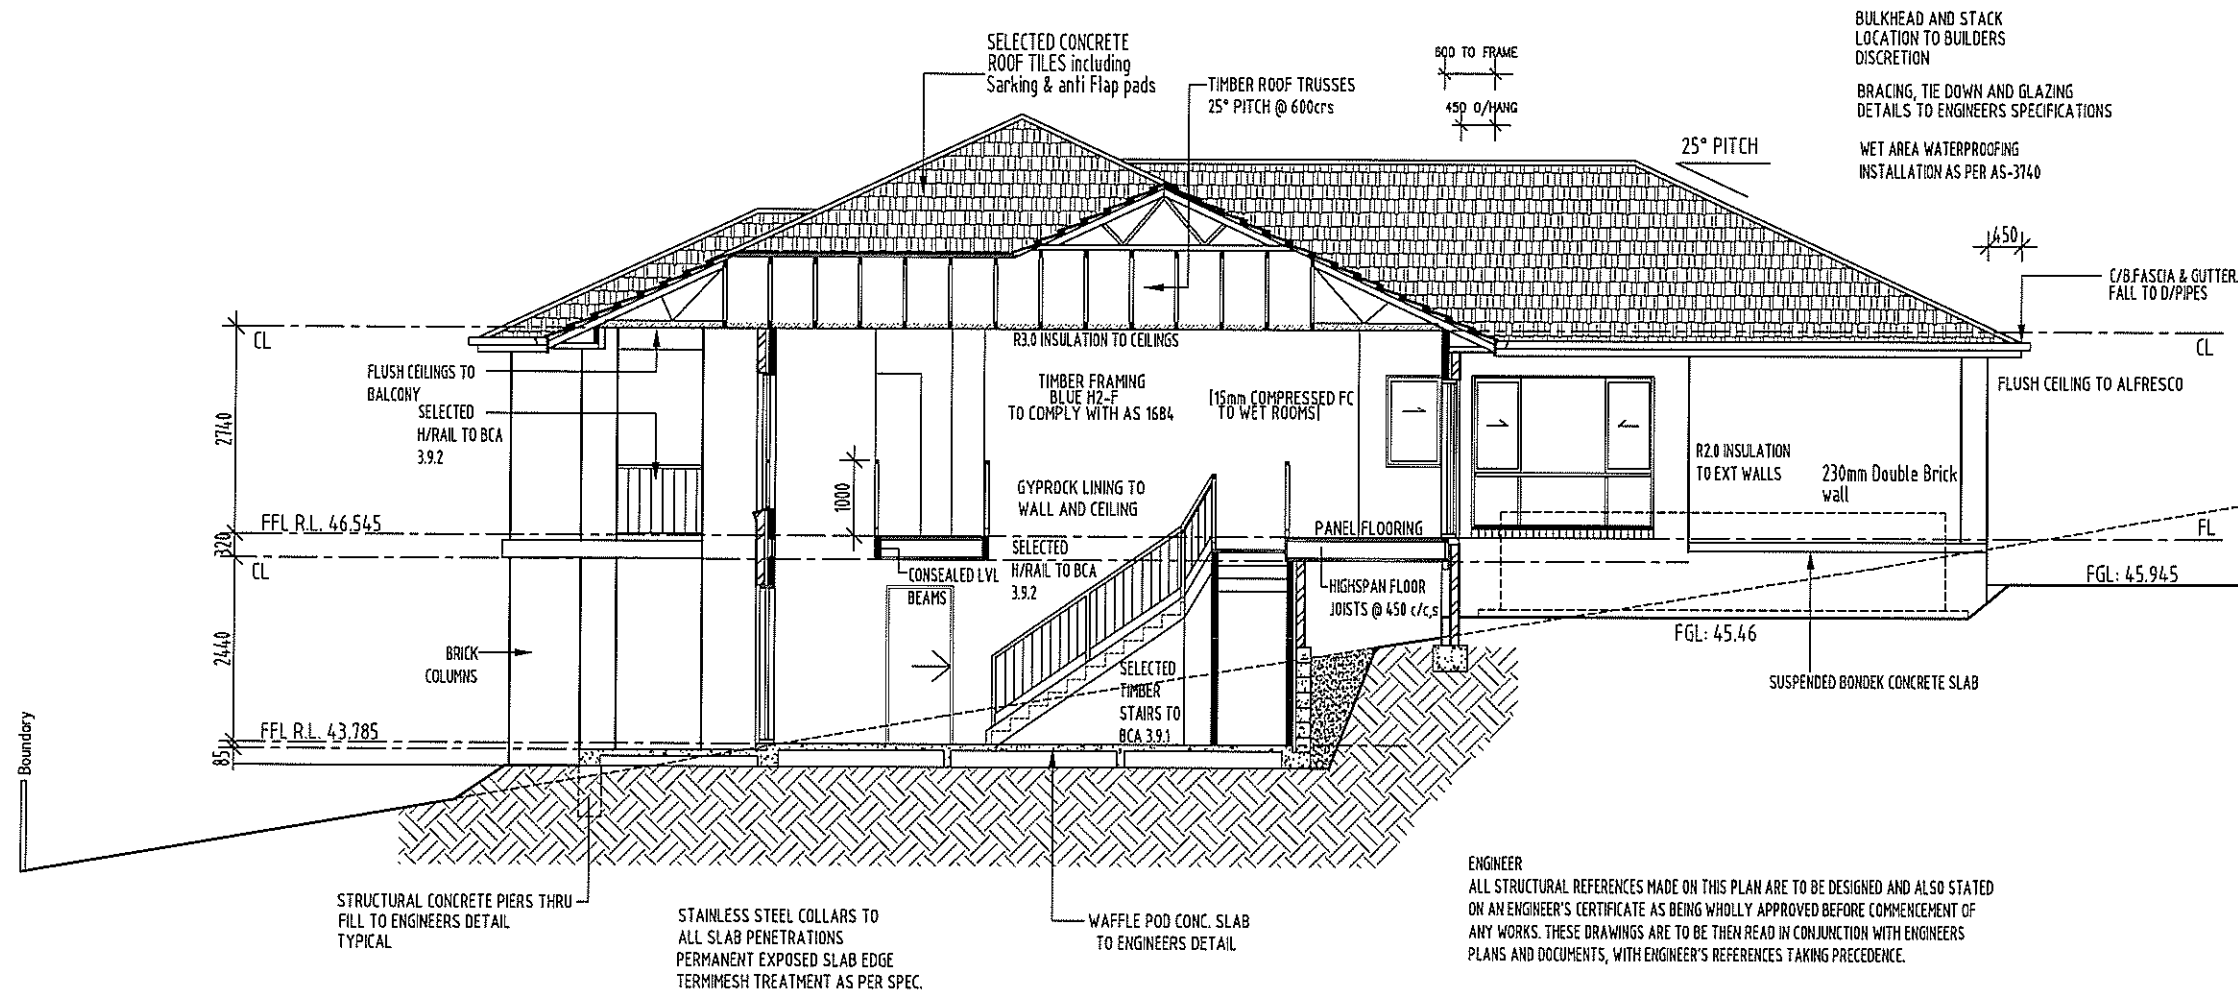 BULKHEAD AND STACK
LOCATION TO BUILDERS
DISCRETION
BRACING, TIE DOWN AND GLAZING
DETAILS TO ENGINEERS SPECIFICATIONS
WET AREA WATERPROOFING
INSTALLATION AS PER AS-3740
SELECTED CONCRETE
ROOF TILES including
Sarking & anti Flap pads
TIMBER ROOF TRUSSES
25° PITCH @ 600crs
600 TO FRAME
450 O/HANG
25° PITCH
450
C/B.FASCIA & GUTTER.
FALL TO D/PIPES
CL
CL
R3.0 INSULATION TO CEILINGS
FLUSH CEILINGS TO
BALCONY
SELECTED
H/RAIL TO BCA
3.9.2
TIMBER FRAMING
BLUE H2-F
TO COMPLY WITH AS 1684
[15mm COMPRESSED FC
TO WET ROOMS]
FLUSH CEILING TO ALFRESCO
2740
R2.0 INSULATION
TO EXT WALLS
230mm Double Brick
wall
1000
GYPROCK LINING TO
WALL AND CEILING
FFL R.L. 46.545
PANEL FLOORING
FL
320
CL
CONSEALED LVL
BEAMS
SELECTED
H/RAIL TO BCA
3.9.2
HIGHSPAN FLOOR
JOISTS @ 450 c/c,s
FGL: 45.945
FGL: 45.46
2440
BRICK
COLUMNS
SELECTED
TIMBER
STAIRS TO
BCA 3.9.1
SUSPENDED BONDEK CONCRETE SLAB
FFL R.L. 43.785
85
Boundory
STRUCTURAL CONCRETE PIERS THRU
FILL TO ENGINEERS DETAIL
TYPICAL
STAINLESS STEEL COLLARS TO
ALL SLAB PENETRATIONS
PERMANENT EXPOSED SLAB EDGE
TERMIMESH TREATMENT AS PER SPEC.
WAFFLE POD CONC. SLAB
TO ENGINEERS DETAIL
ENGINEER
ALL STRUCTURAL REFERENCES MADE ON THIS PLAN ARE TO BE DESIGNED AND ALSO STATED
ON AN ENGINEER'S CERTIFICATE AS BEING WHOLLY APPROVED BEFORE COMMENCEMENT OF
ANY WORKS. THESE DRAWINGS ARE TO BE THEN READ IN CONJUNCTION WITH ENGINEERS
PLANS AND DOCUMENTS, WITH ENGINEER'S REFERENCES TAKING PRECEDENCE.